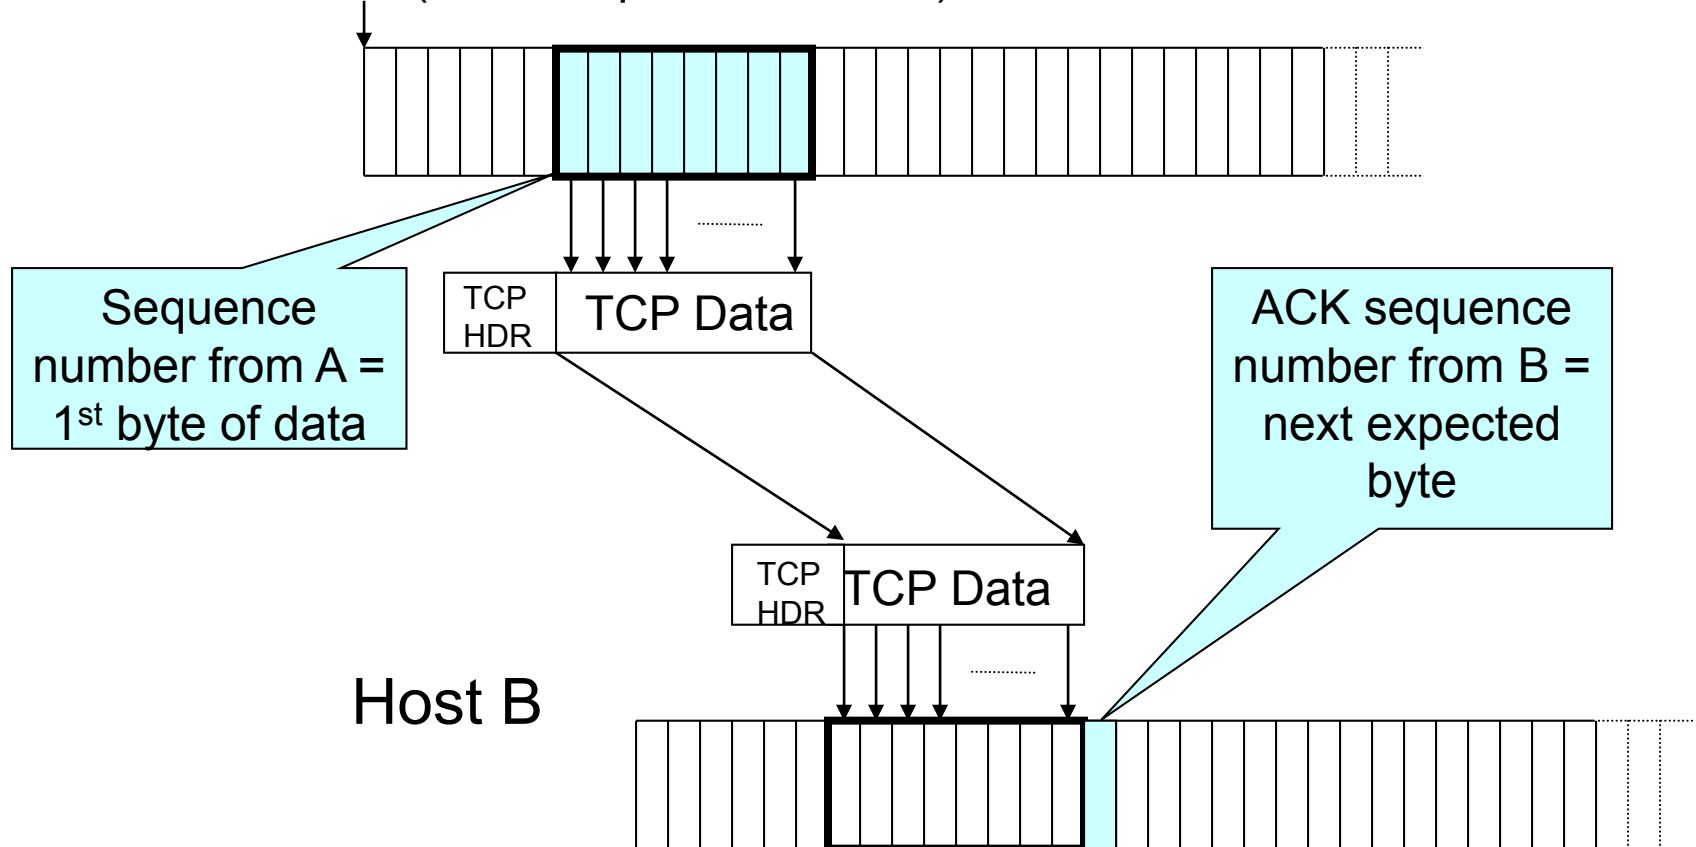 Sequence
number from A =
1st byte of data
TCP
HDR
TCP Data
ACK sequence
number from B =
next expected
byte
TCP
HDR
TCP Data
Host B